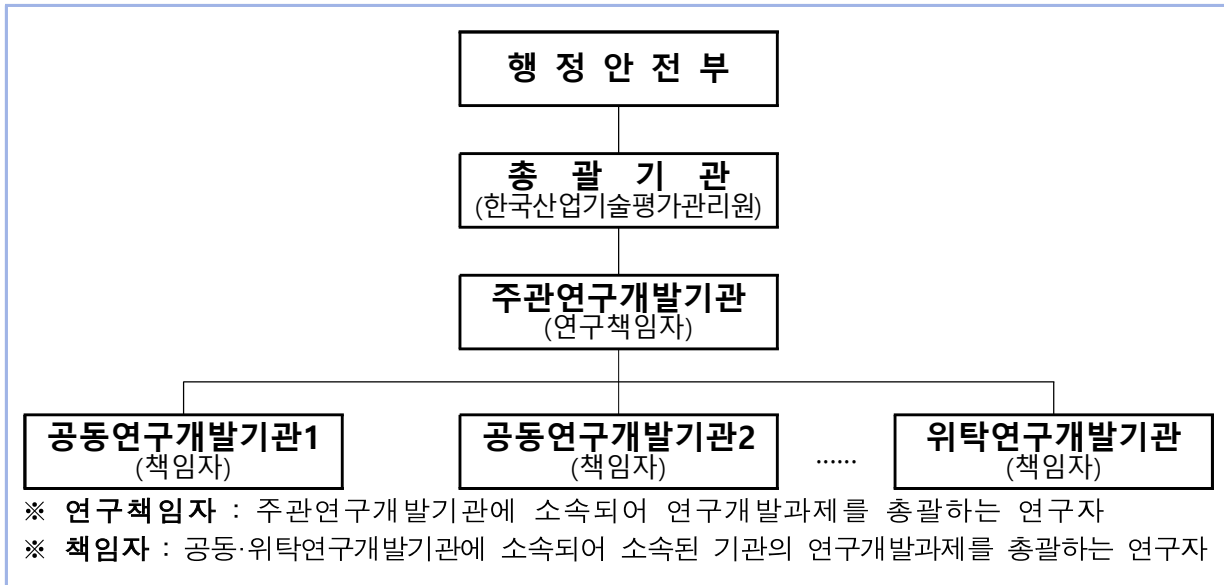 행 정 안 전 부
총 괄 기 관
(한국산업기술평가관리원)
주관연구개발기관
(연구책임자)
공동연구개발기관1
(책임자)
공동연구개발기관2
(책임자)
……
위탁연구개발기관
(책임자)
※ 연구책임자 : 주관연구개발기관에 소속되어 연구개발과제를 총괄하는 연구자
※ 책임자 : 공동·위탁연구개발기관에 소속되어 소속된 기관의 연구개발과제를 총괄하는 연구자